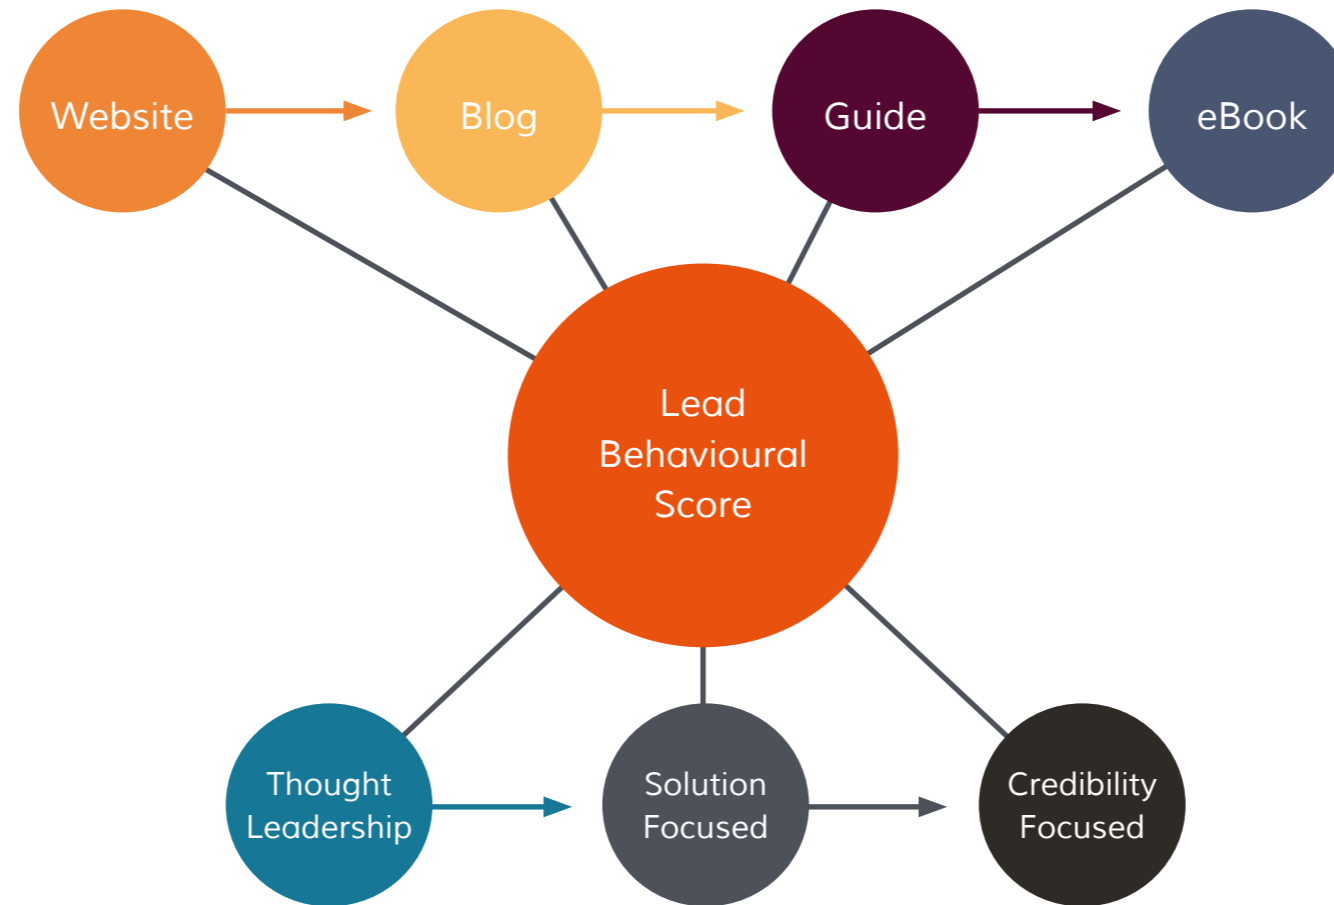 Website
Blog
Guide
eBook
Lead
Behavioural
Score
Thought
Leadership
Solution
Focused
Credibility
Focused